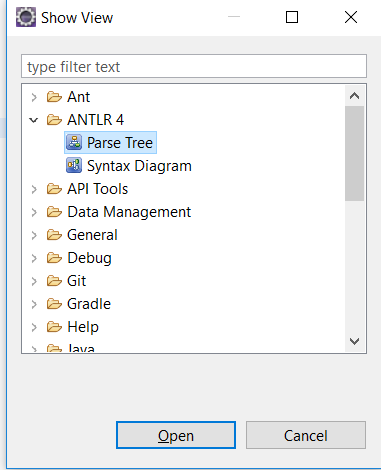 Show View
type filter text
Ant
ANTLR 4
Parse Tree
Syntax Diagram
API Tools
Data Management
General
Debug
Git
Gradle
Help
Java
Open
Cancel